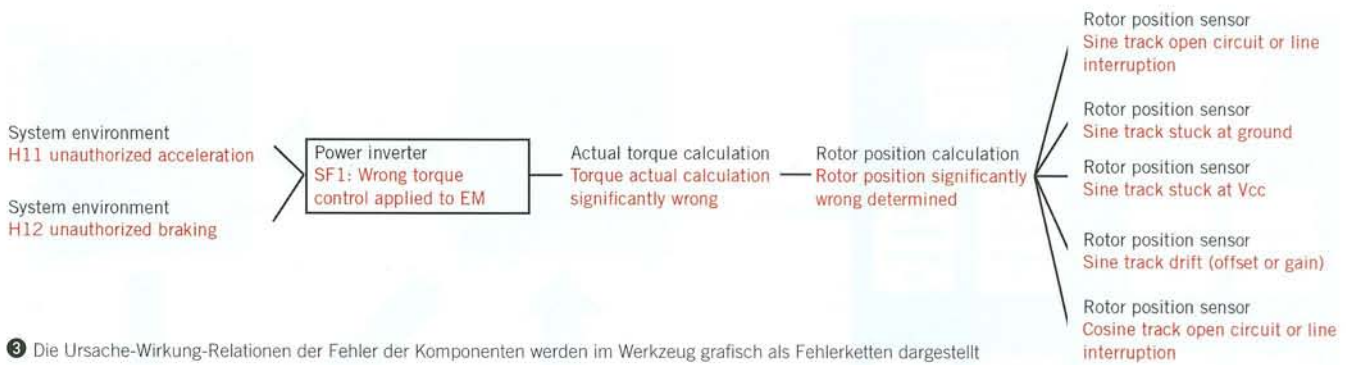 System environment
H11 unauthorized acceleration
System environment
H12 unauthorized braking
Power inverter
SF1: Wrong torque
control applied to EM
Actual torque calculation
Torque actual calculation
significantly wrong
Rotor position calculation
Rotor position significantly
wrong determined
Rotor position sensor
Sine track open circuit or line
interruption
Rotor position sensor
Sine track stuck at ground
Rotor position sensor
Sine track stuck at Vcc
Rotor position sensor
Sine track drift (offset or gain)
Rotor position sensor
Cosine track open circuit or line
interruption
3 Die Ursache-Wirkung-Relationen der Fehler der Komponenten werden im Werkzeug grafisch als Fehlerketten dargestellt